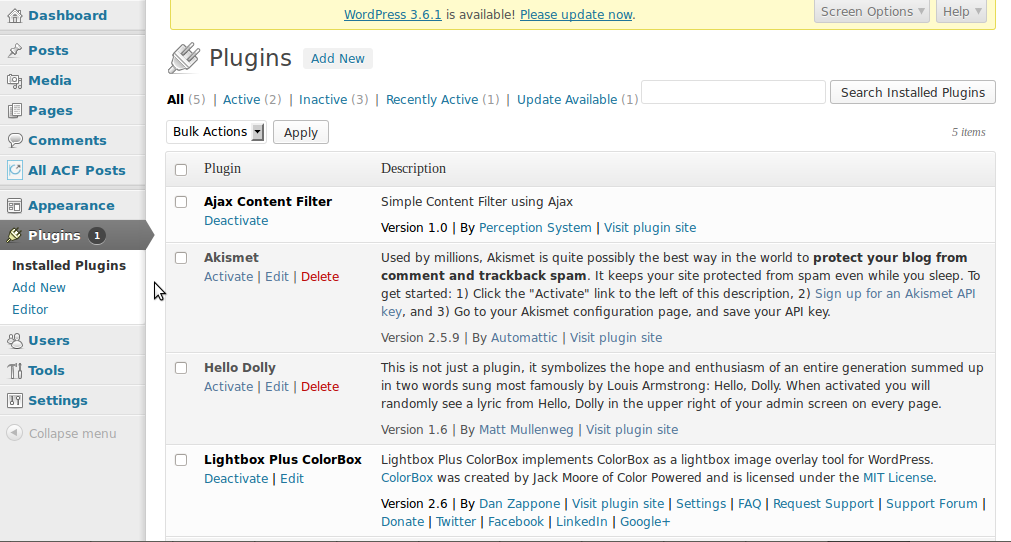 WordPress 3.6.1 is available! Please update now.
Screen Options
Help
Dashboard
Posts
Media
Pages
Comments
All ACF Posts
Appearance
Plugins 1
Installed Plugins
Add New
Editor
Users
Tools
Settings
Collapse menu
Plugins Add New
All (5) | Active (2) | Inactive (3) | Recently Active (1) | Update Available (1)
Search Installed Plugins
Bulk Actions
Apply
5 items
Plugin Description
Ajax Content Filter
Deactivate
Simple Content Filter using Ajax
Version 1.0 | By Perception System | Visit plugin site
Akismet
Activate | Edit | Delete
Used by millions, Akismet is quite possibly the best way in the world to protect your blog from
comment and trackback spam. It keeps your site protected from spam even while you sleep. To
get started: 1) Click the "Activate" link to the left of this description, 2) Sign up for an Akismet API
key, and 3) Go to your Akismet configuration page, and save your API key.
Version 2.5.9 | By Automattic | Visit plugin site
Hello Dolly
Activate | Edit | Delete
This is not just a plugin, it symbolizes the hope and enthusiasm of an entire generation summed up
in two words sung most famously by Louis Armstrong: Hello, Dolly. When activated you will
randomly see a lyric from Hello, Dolly in the upper right of your admin screen on every page.
Version 1.6 | By Matt Mullenweg | Visit plugin site
Lightbox Plus ColorBox
Deactivate | Edit
Lightbox Plus ColorBox implements ColorBox as a lightbox image overlay tool for WordPress.
ColorBox was created by Jack Moore of Color Powered and is licensed under the MIT License.
Version 2.6 | By Dan Zappone | Visit plugin site | Settings | FAQ | Request Support | Support Forum |
Donate | Twitter | Facebook | LinkedIn | Google+